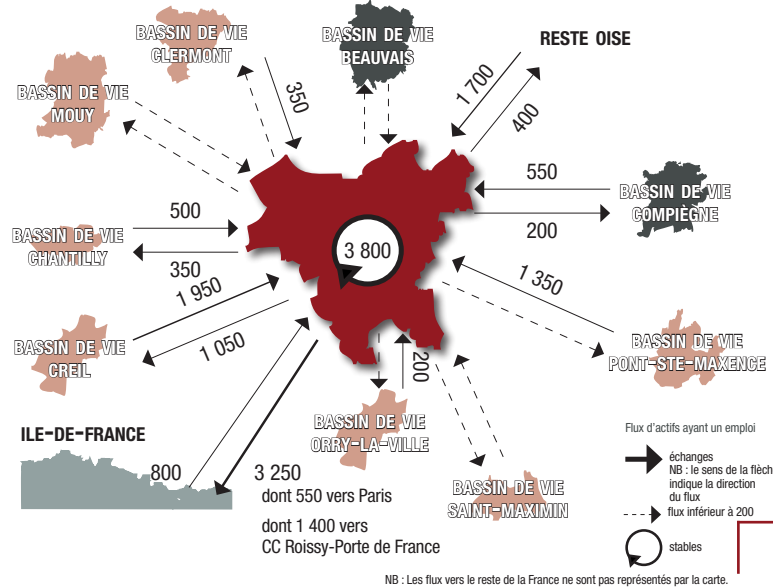 BASSIN DE VIE
CLERMONT
BASSIN DE VIE
BEAUVAIS
RESTE OISE
BASSIN DE VIE
MOUY
350
1 700
400
550
BASSIN DE VIE
COMPIÈGNE
200
500
BASSIN DE VIE
CHANTILLY
350
3 800
1 950
1 350
BASSIN DE VIE
CREIL
1 050
BASSIN DE VIE
PONT-STE-MAXENCE
200
BASSIN DE VIE
ORRY-LA-VILLE
ILE-DE-FRANCE
800
3 250
dont 550 vers Paris
dont 1 400 vers
CC Roissy-Porte de France
BASSIN DE VIE
SAINT-MAXIMIN
Flux d'actifs ayant un emploi
échanges
NB : le sens de la flèch
indique la direction
du flux
flux inférieur à 200
stables
NB : Les flux vers le reste de la France ne sont pas représentés par la carte.